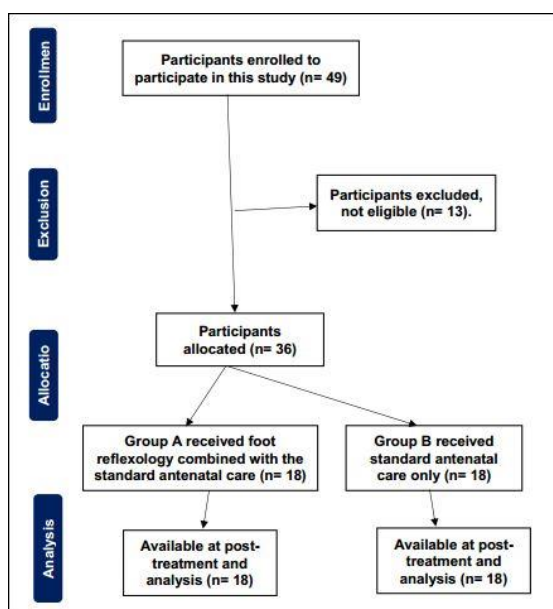 Enrollmen
Participants enrolled to
participate in this study (n= 49)
Exclusion
Participants excluded,
not eligible (n= 13).
Allocatio
Participants
allocated (n= 36)
Group A received foot
reflexology combined with the
standard antenatal care (n= 18)
Group B received
standard antenatal
care only (n= 18)
Analysis
Available at post-
treatment and
analysis (n= 18)
Available at post-
treatment and
analysis (n= 18)